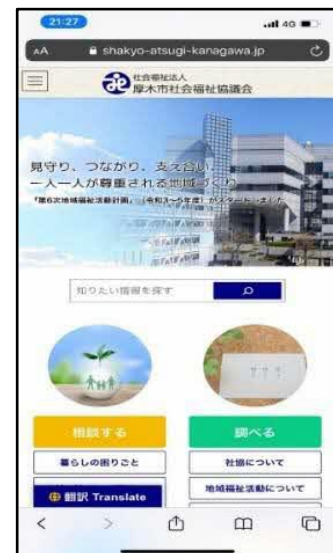 21:27
4G
AA
shakyo-atsugi-kanagawa.jp
社会福祉法人
厚木市社会福祉協議会
見守り、つながり、支え合い、
一人一人が尊重される地域づくり
「第6次地域福祉活動計画」(令和3~5年度)がスタートしました
知りたい情報を探す
相談する
調べる
暮らしの困りごと
社協について
翻訳 Translate
地域福祉活動について